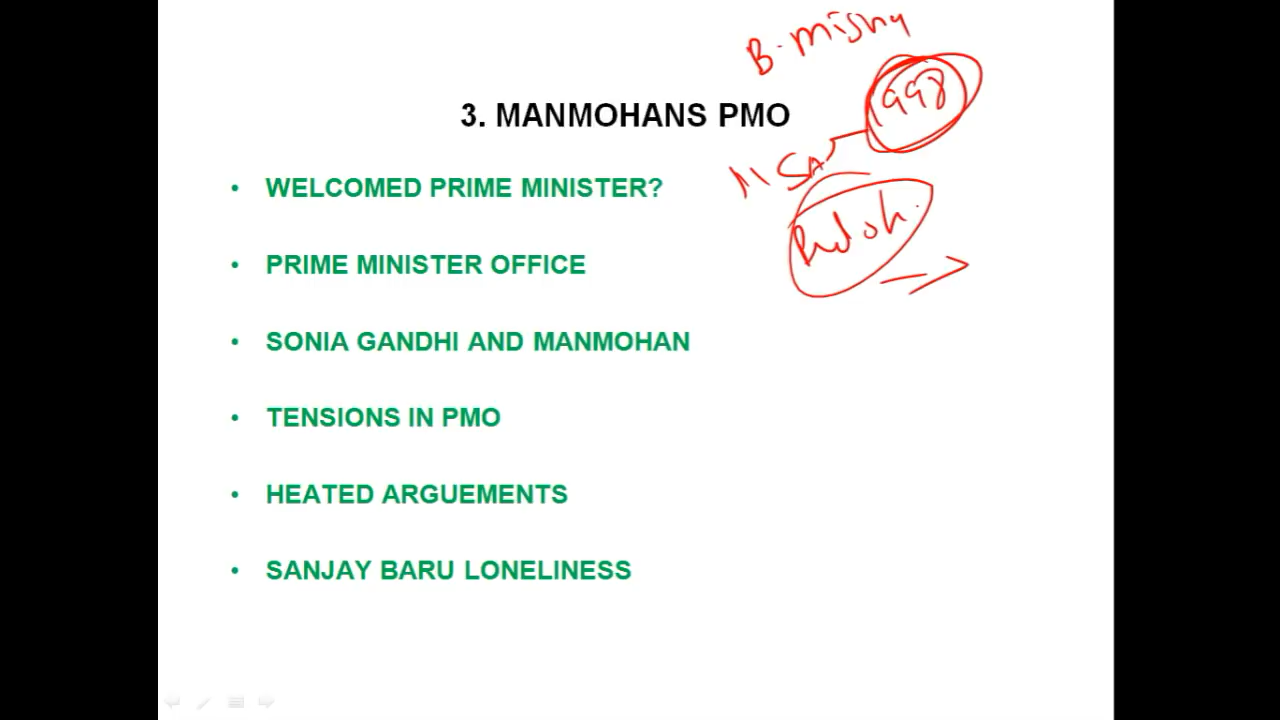 B. Mishra
1998
3. MANMOHANS PMO
NSA
• WELCOMED PRIME MINISTER?
• PRIME MINISTER OFFICE
• SONIA GANDHI AND MANMOHAN
• TENSIONS IN PMO
• HEATED ARGUEMENTS
• SANJAY BARU LONELINESS